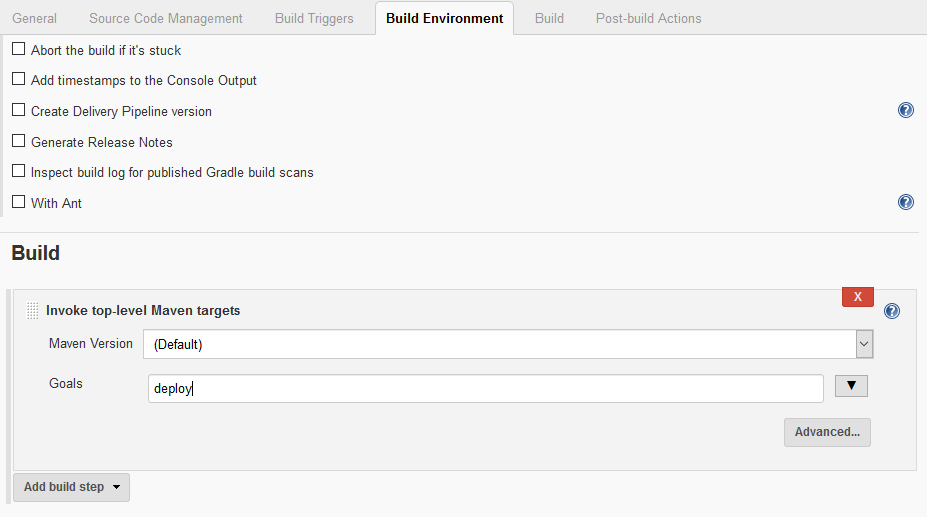 General Source Code Management Build Triggers Build Environment Build Post-build Actions
Abort the build if it's stuck
Add timestamps to the Console Output
Create Delivery Pipeline version
?
Generate Release Notes
Inspect build log for published Gradle build scans
With Ant
?
Build
X
Invoke top-level Maven targets
?
Maven Version (Default)
Goals deploy
Advanced...
Add build step